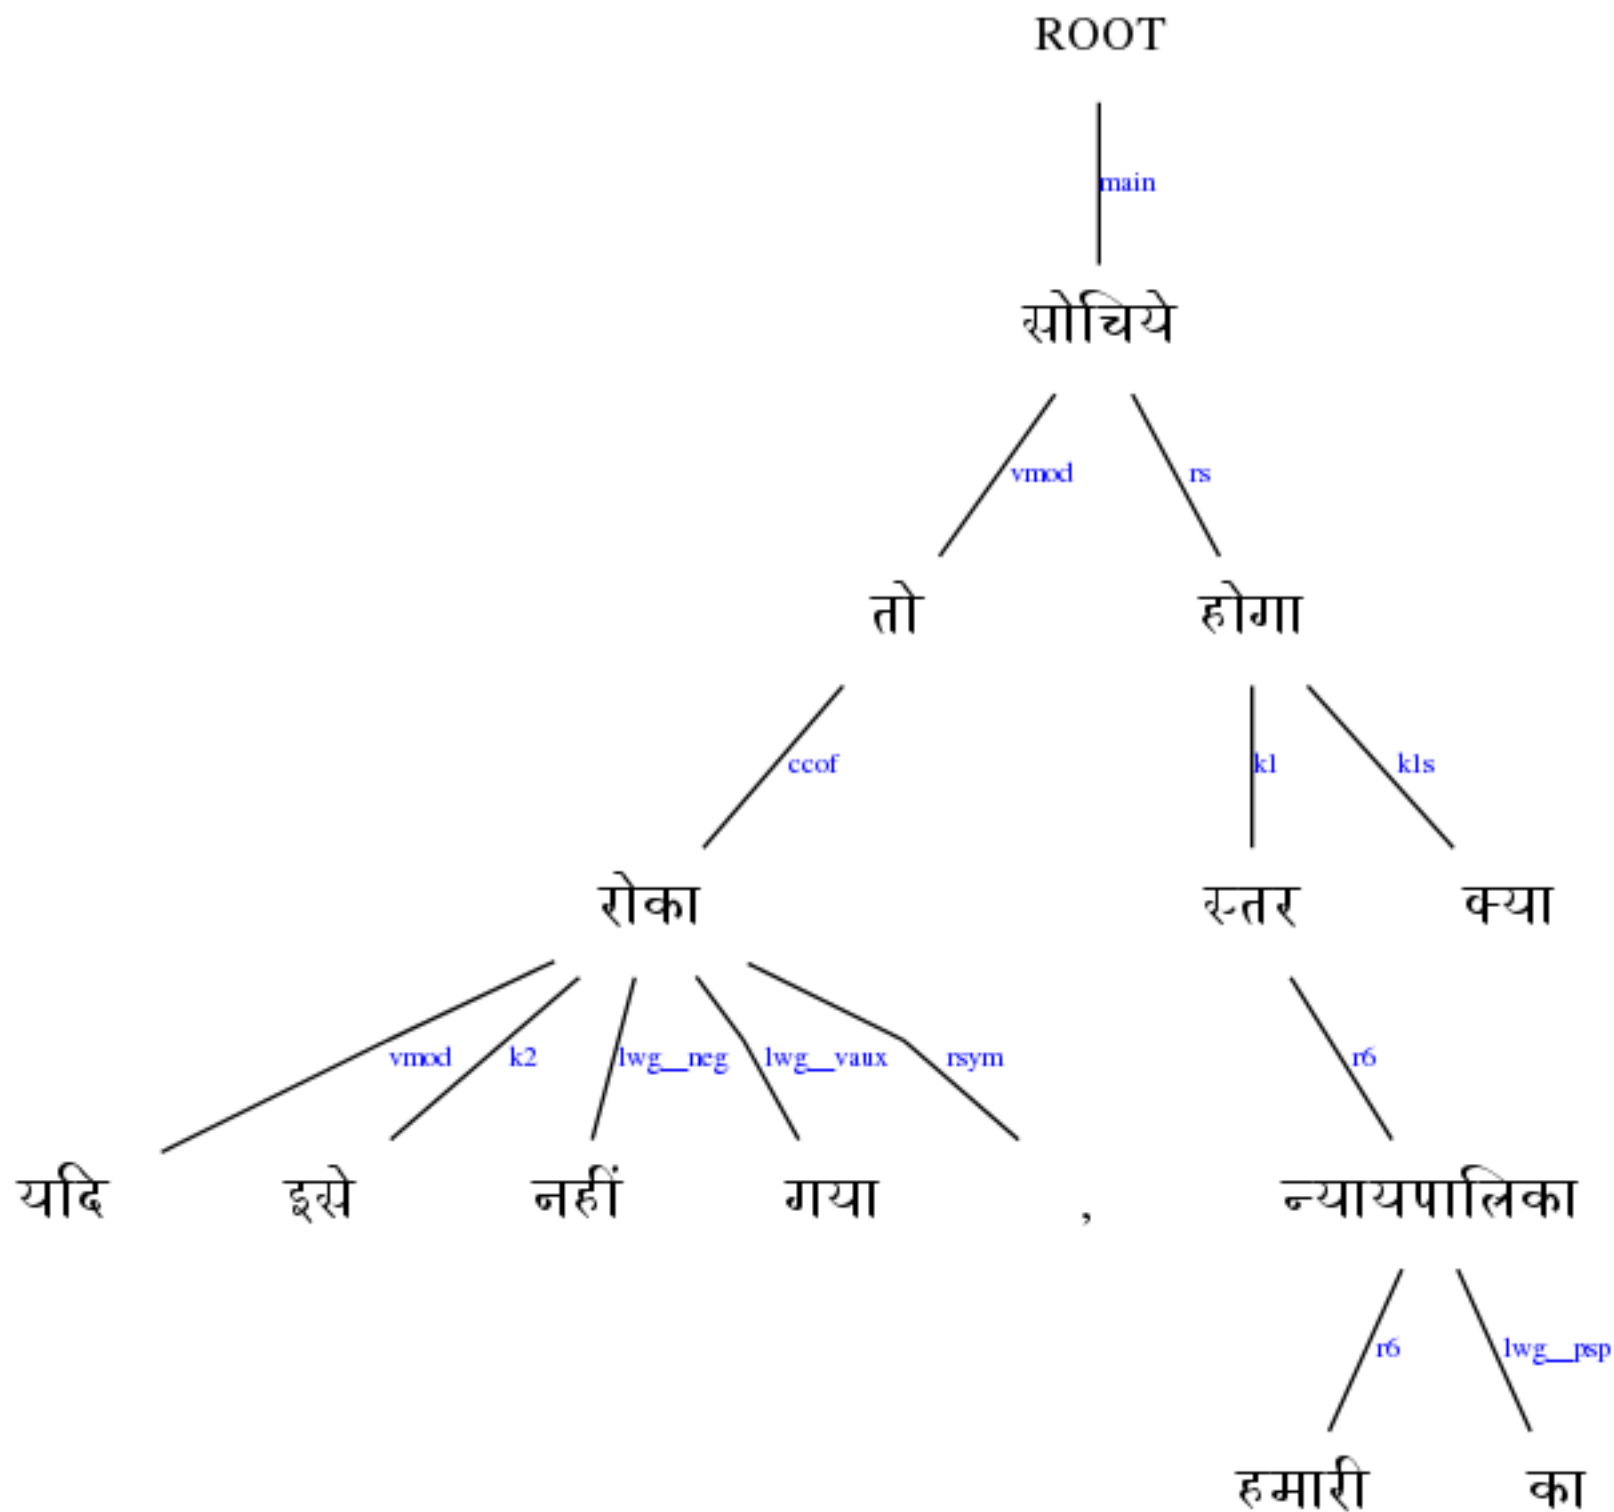 ROOT
main
सोचिये
vmod rs
तो होगा
ccof k1 k1s
रोका स्तर क्या
vmod k2 lwg__neg lwg__vaux rsym r6
यदि इसे नहीं गया , न्यायपालिका
r6 lwg__psp
हमारी का